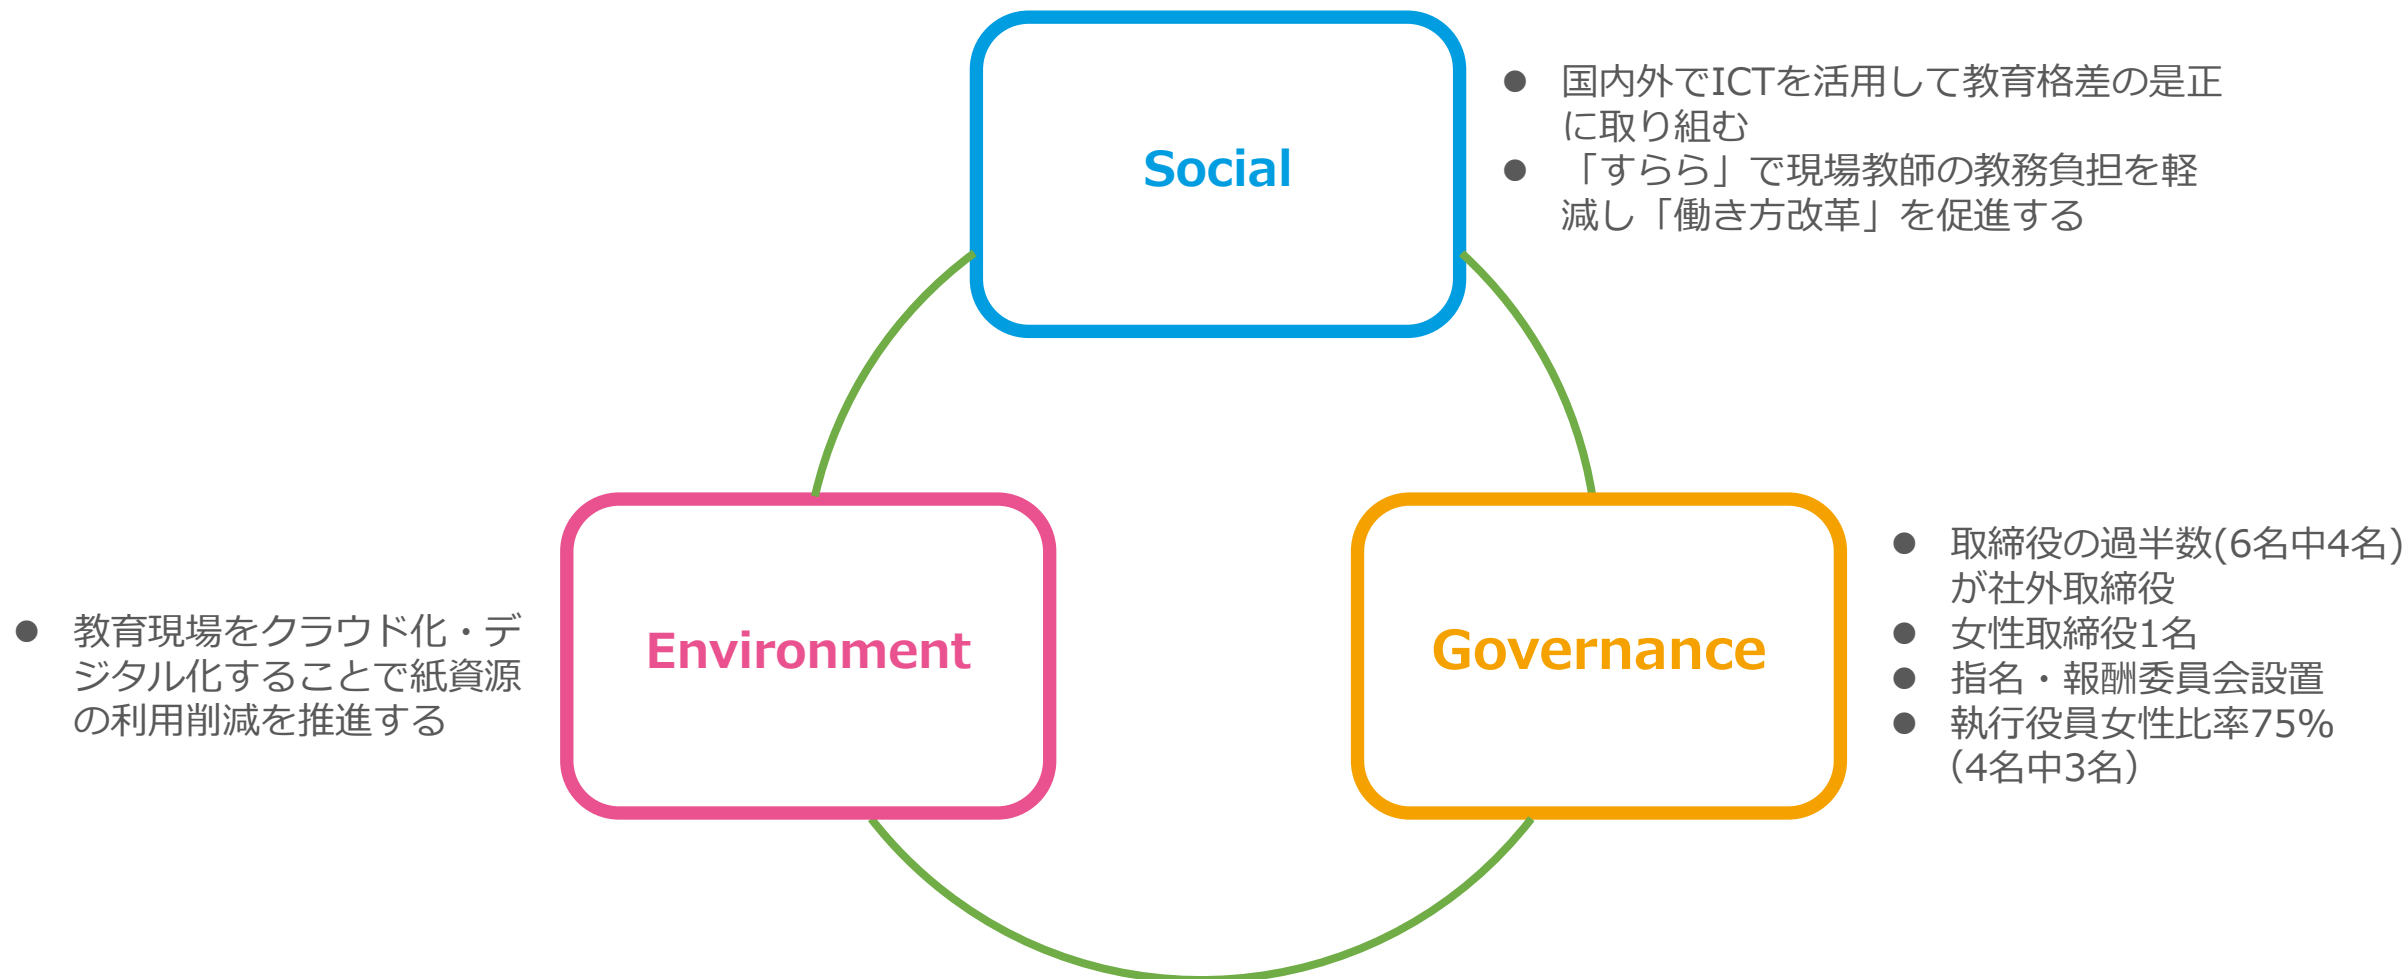 Social
● 国内外でICTを活用して教育格差の是正
に取り組む
● 「すらら」で現場教師の教務負担を軽
減し「働き方改革」を促進する
Environment
● 教育現場をクラウド化・デ
ジタル化することで紙資源
の利用削減を推進する
Governance
● 取締役の過半数(6名中4名)
が社外取締役
● 女性取締役1名
● 指名・報酬委員会設置
● 執行役員女性比率75%
（4名中3名）